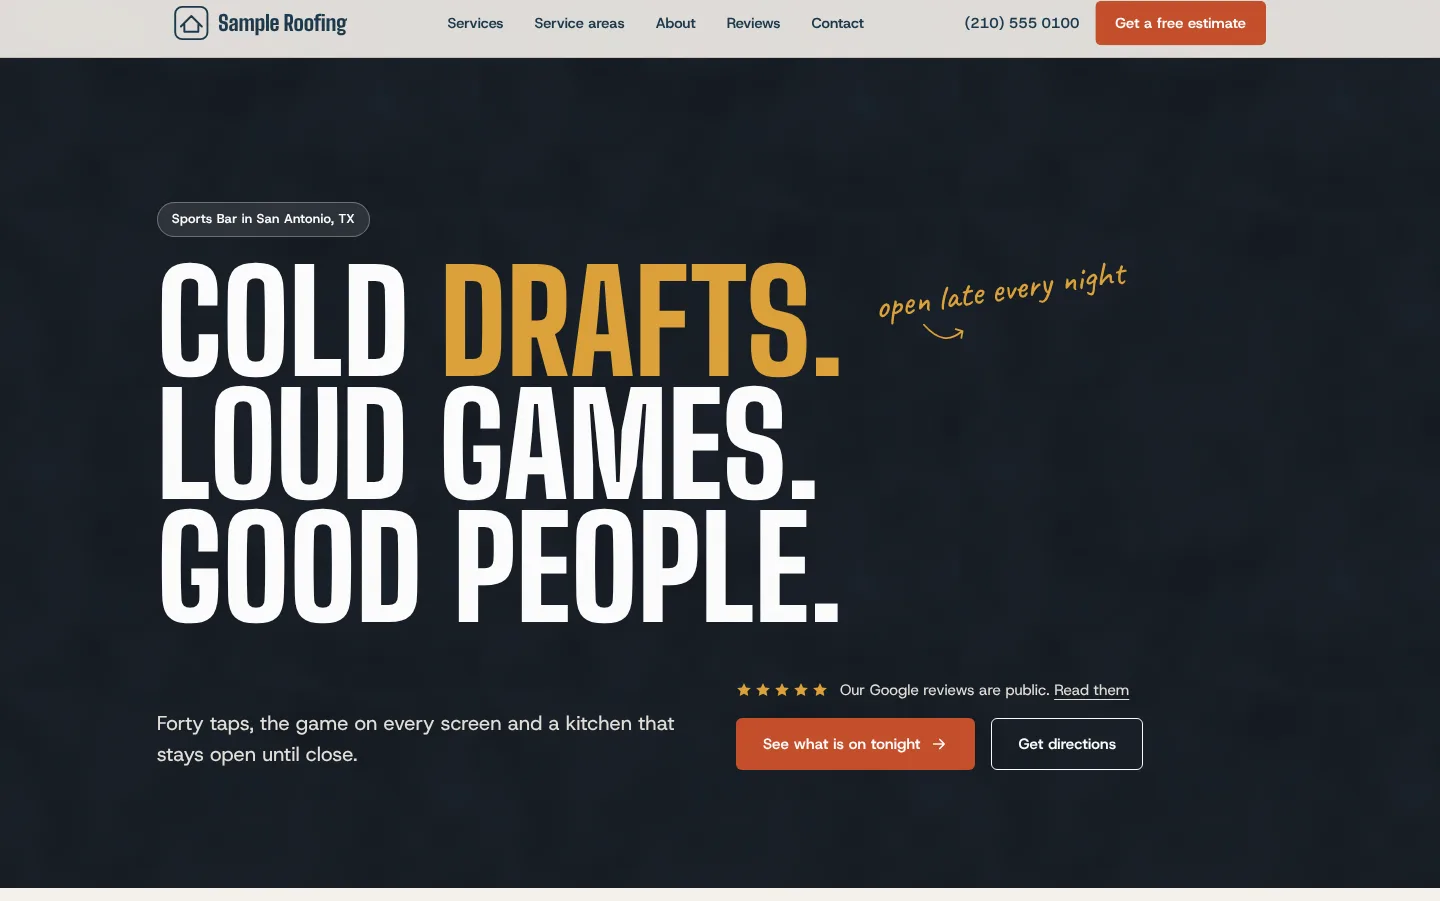 Sample Roofing
Services
Service areas
About
Reviews
Contact
(210) 555 0100
Get a free estimate
Sports Bar in San Antonio, TX
COLD DRAFTS.
open late every night
LOUD GAMES.
GOOD PEOPLE.
Our Google reviews are public. Read them
Forty taps, the game on every screen and a kitchen that
stays open until close.
See what is on tonight
Get directions